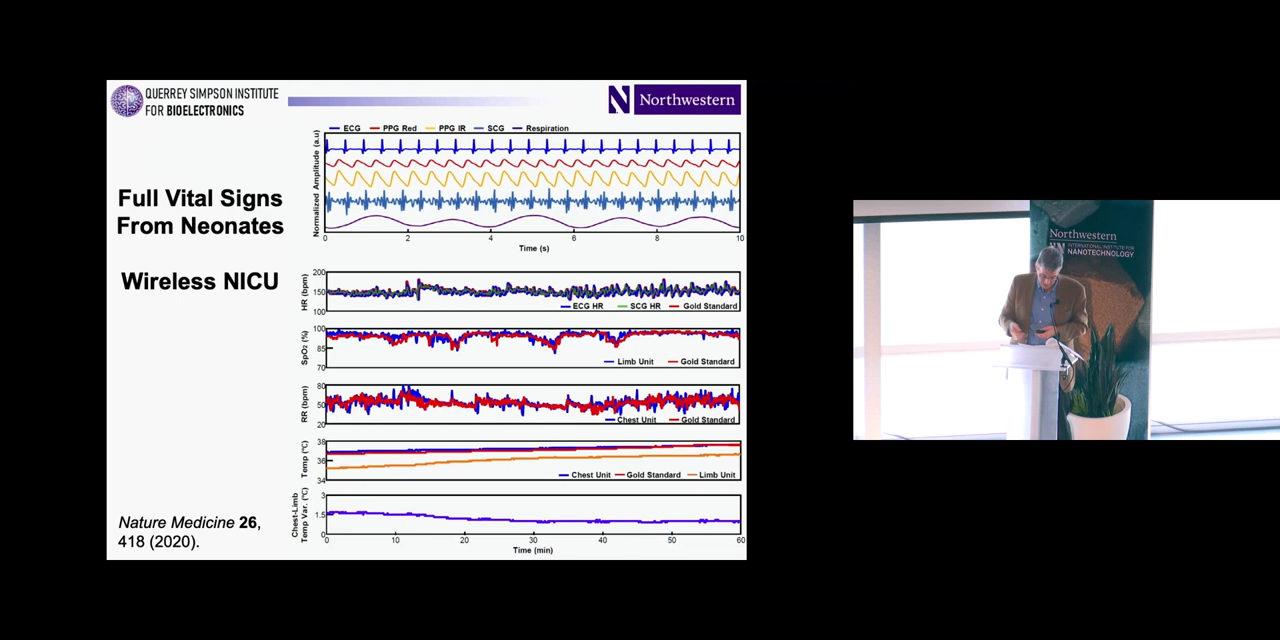 QUERREY SIMPSON INSTITUTE
FOR BIOELECTRONICS
N Northwestern
Full Vital Signs
From Neonates
Wireless NICU
Nature Medicine 26,
418 (2020).
ECG PPG Red PPG IR SCG Respiration
Normalized Amplitude (a.u)
0 2 4 6 8 10
Time (s)
HR (bpm)
200
150
100
ECG HR SCG HR Gold Standard
SpO₂ (%)
100
85
70
Limb Unit Gold Standard
RR (bpm)
80
50
20
Chest Unit Gold Standard
Temp (°C)
38
36
34
Chest Unit Gold Standard Limb Unit
Chest-Limb
Temp Var. (°C)
3
1.5
0
0 10 20 30 40 50 60
Time (min)
Northwestern
INTERNATIONAL INSTITUTE FOR
NANOTECHNOLOGY